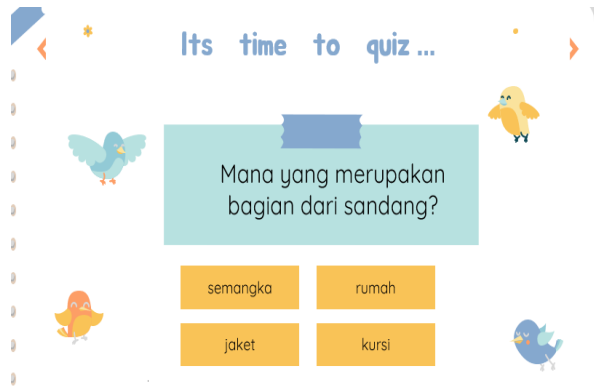 Its time to quiz ...
Mana yang merupakan
bagian dari sandang?
semangka
rumah
jaket
kursi